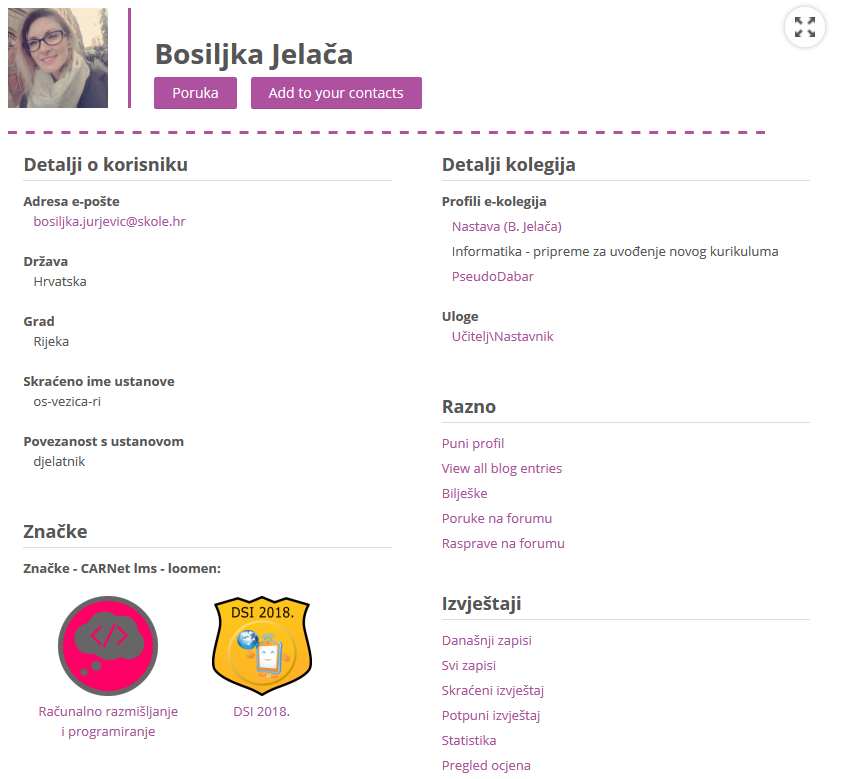 Bosiljka Jelača
Poruka
Add to your contacts
Detalji o korisniku
Adresa e-pošte
bosiljka.jurjevic@skole.hr
Država
Hrvatska
Grad
Rijeka
Skraćeno ime ustanove
os-vezica-ri
Povezanost s ustanovom
djelatnik
Značke
Značke - CARNet lms - loomen:
</>
DSI 2018.
Računalno razmišljanje
i programiranje
DSI 2018.
Detalji kolegija
Profili e-kolegija
Nastava (B. Jelača)
Informatika - pripreme za uvođenje novog kurikuluma
PseudoDabar
Uloge
Učitelj\Nastavnik
Razno
Puni profil
View all blog entries
Bilješke
Poruke na forumu
Rasprave na forumu
Izvještaji
Današnji zapisi
Svi zapisi
Skraćeni izvještaj
Potpuni izvještaj
Statistika
Pregled ocjena